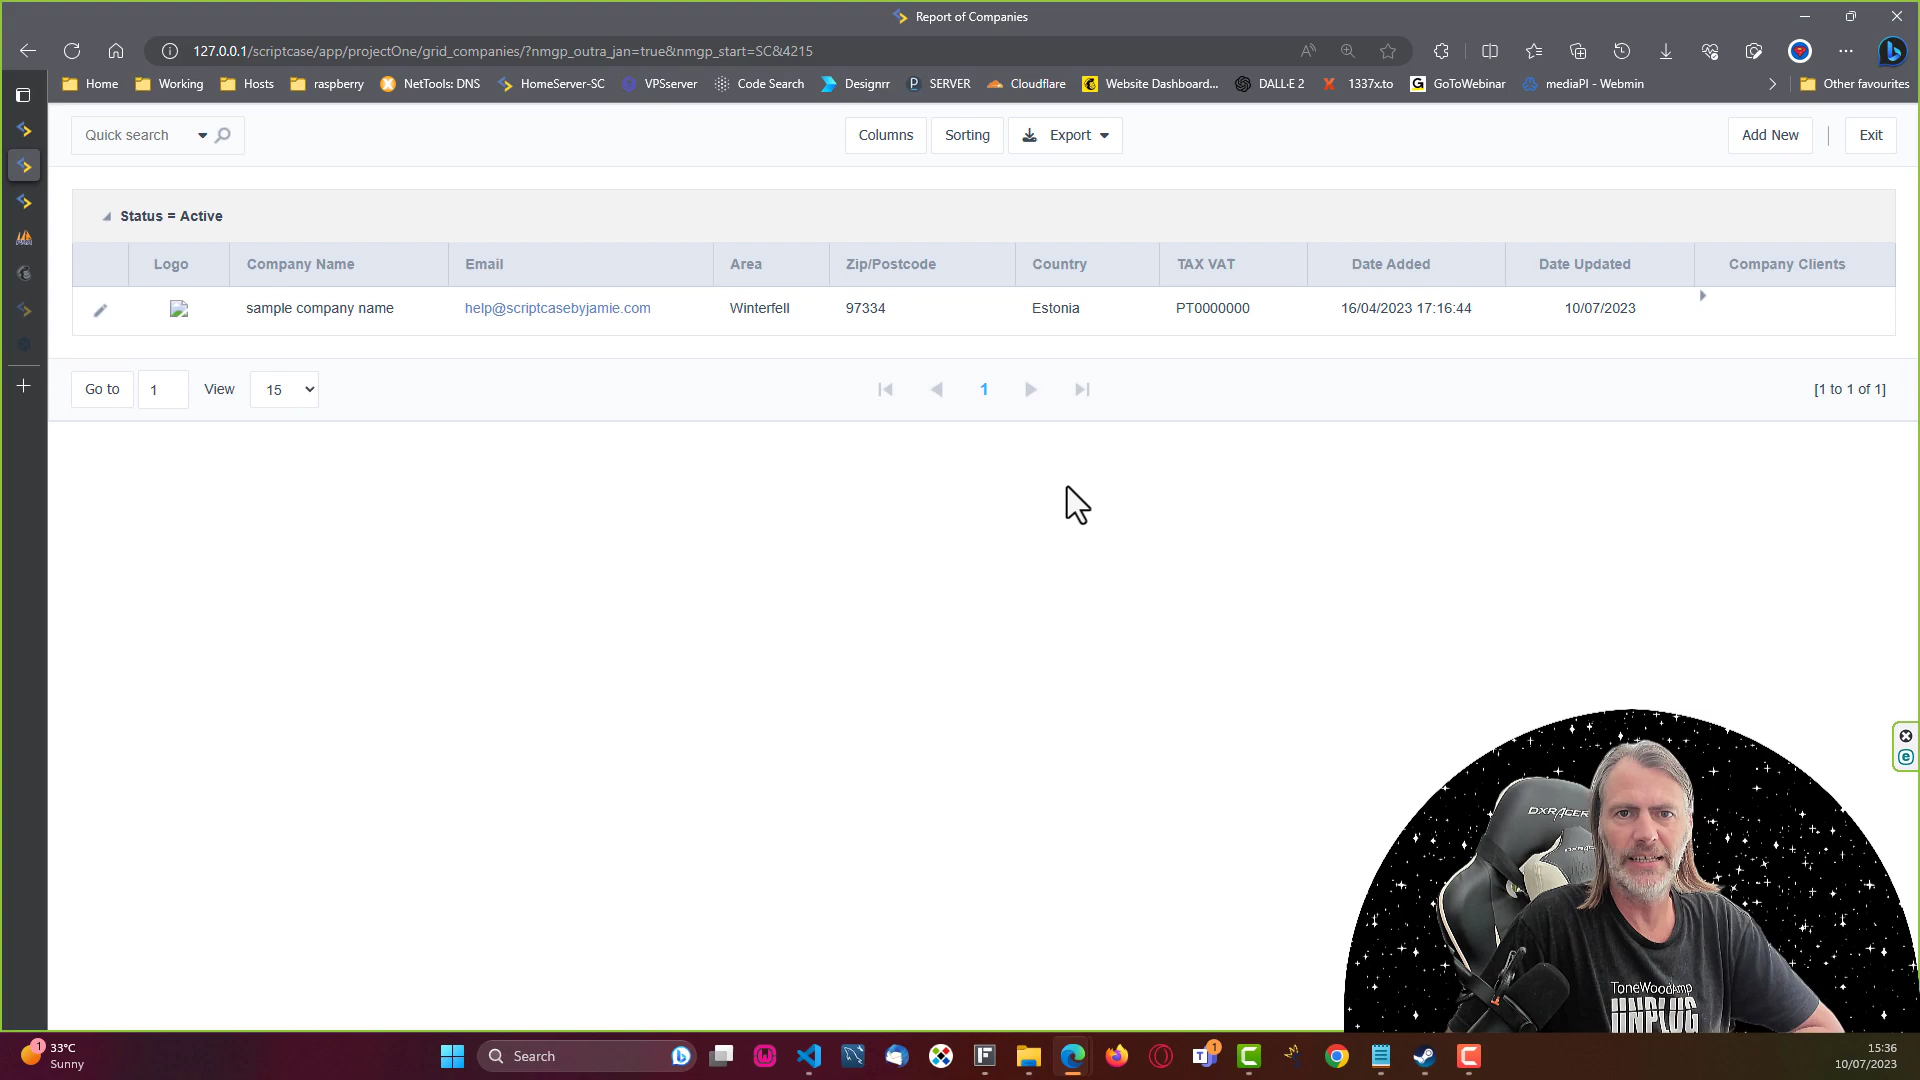 Report of Companies
127.0.0.1/scriptcase/app/projectOne/grid_companies/?nmgp_outra_jan=true&nmgp_start=SC&4215
Home Working Hosts raspberry NetTools: DNS HomeServer-SC VPSserver Code Search Designrr SERVER Cloudflare Website Dashboard... DALL·E 2 1337x.to GoToWebinar mediaPI - Webmin Other favourites
Quick search Columns Sorting Export Add New Exit
Status = Active
Logo Company Name Email Area Zip/Postcode Country TAX VAT Date Added Date Updated Company Clients
sample company name help@scriptcasebyjamie.com Winterfell 97334 Estonia PT0000000 16/04/2023 17:16:44 10/07/2023
Go to 1 View 15 1 [1 to 1 of 1]
DXRACER
ToneWoodAmp
UNPLUG
1 33°C
Sunny
Search
1
15:36
10/07/2023